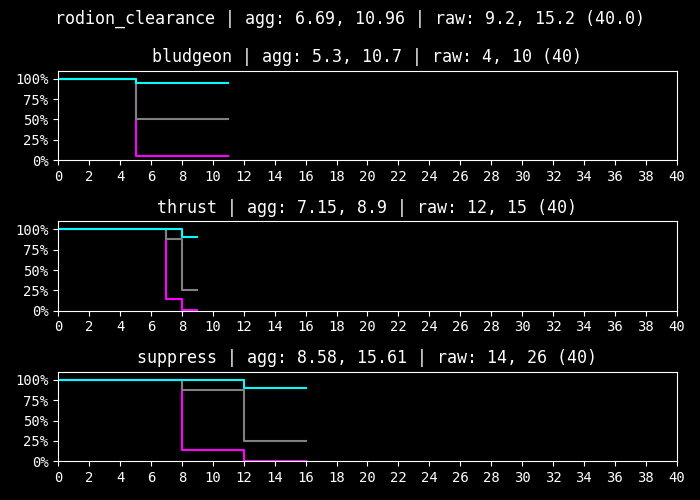 rodion_clearance | agg: 6.69, 10.96 | raw: 9.2, 15.2 (40.0)
bludgeon | agg: 5.3, 10.7 | raw: 4, 10 (40)
100%
75%
50%
25%
0%
0 2 4 6 8 10 12 14 16 18 20 22 24 26 28 30 32 34 36 38 40
thrust | agg: 7.15, 8.9 | raw: 12, 15 (40)
100%
75%
50%
25%
0%
0 2 4 6 8 10 12 14 16 18 20 22 24 26 28 30 32 34 36 38 40
suppress | agg: 8.58, 15.61 | raw: 14, 26 (40)
100%
75%
50%
25%
0%
0 2 4 6 8 10 12 14 16 18 20 22 24 26 28 30 32 34 36 38 40